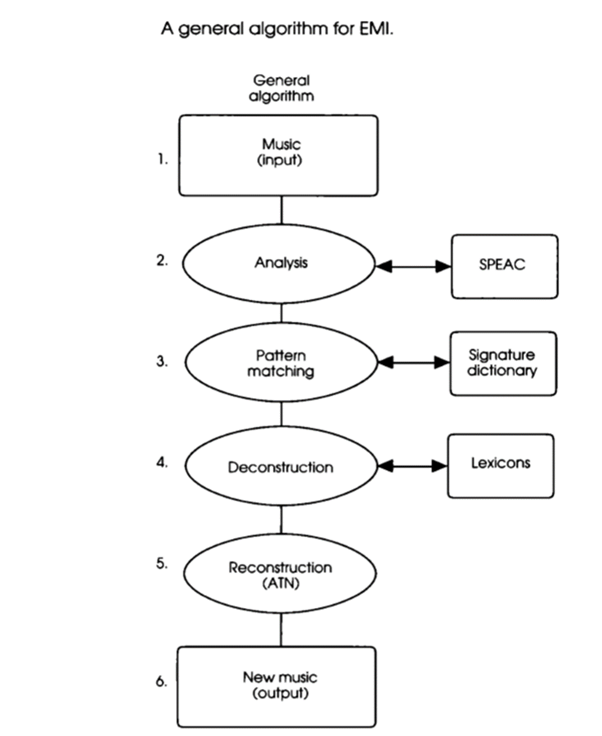 A general algorithm for EMI.
General
algorithm
1.
Music
(input)
2.
Analysis
SPEAC
3.
Pattern
matching
Signature
dictionary
4.
Deconstruction
Lexicons
5.
Reconstruction
(ATN)
6.
New music
(output)